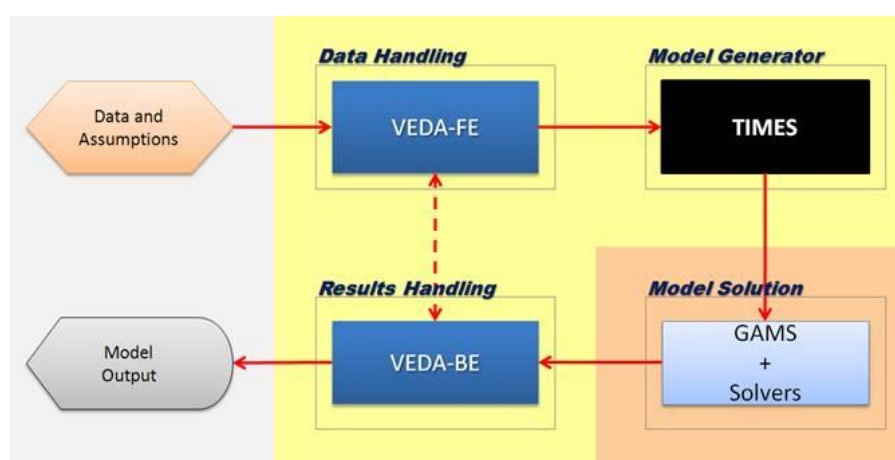 Data Handling
Model Generator
Data and
Assumptions
VEDA-FE
TIMES
Results Handling
Model Solution
Model
Output
VEDA-BE
GAMS
+
Solvers